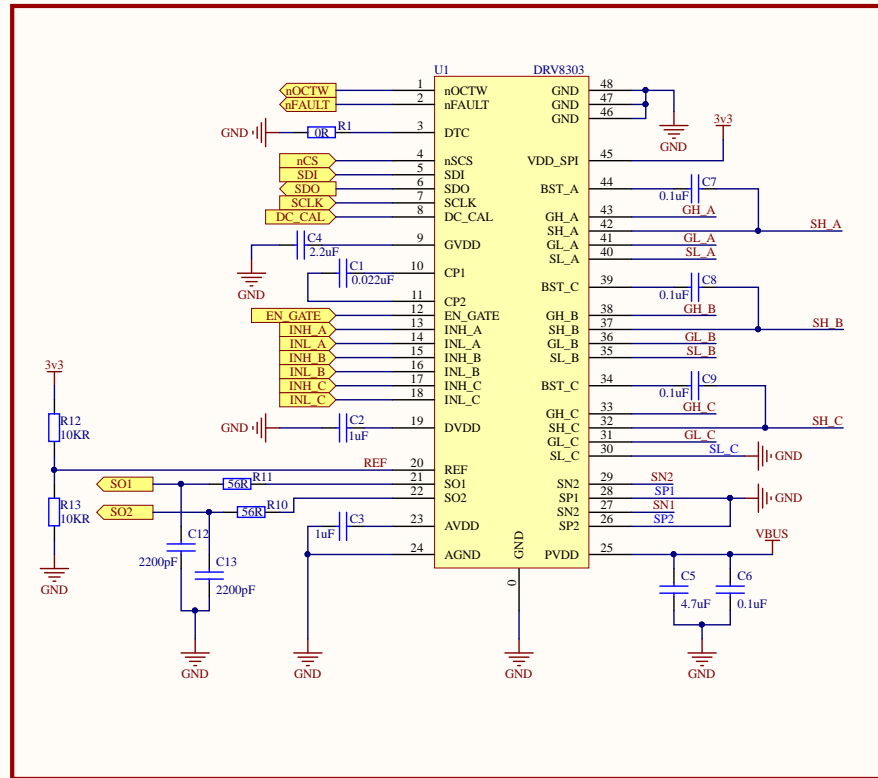 U1 DRV8303
nOCTW 1 nOCTW GND 48
nFAULT 2 nFAULT GND 47
GND 46
GND 0R R1 3 DTC
GND
3v3
nCS 4 nSCS VDD_SPI 45
SDI 5 SDI
SDO 6 SDO BST_A 44 C7
0.1uF
SCLK 7 SCLK
DC_CAL 8 DC_CAL GH_A 43 GH_A
SH_A 42 SH_A
C4 9 GVDD GL_A 41 GL_A
2.2uF
SL_A 40 SL_A
GND
C1 10 CP1
0.022uF
BST_C 39 C8
0.1uF
11 CP2
EN_GATE 12 EN_GATE GH_B 38 GH_B
INH_A 13 INH_A SH_B 37 SH_B
INL_A 14 INL_A GL_B 36 GL_B
INH_B 15 INH_B SL_B 35 SL_B
INL_B 16 INL_B
3v3
INH_C 17 INH_C BST_C 34 C9
0.1uF
INL_C 18 INL_C
GH_C 33 GH_C
R12
10KR
GND C2 19 DVDD SH_C 32 SH_C
1uF
GL_C 31 GL_C
SL_C 30 SL_C GND
REF 20 REF
SO1 R11 21 SO1 SN2 29 SN2
56R
SO2 R10 22 SO2 SP1 28 SP1 GND
56R
R13
10KR
SN2 27 SN1
C3 23 AVDD SP2 26 SP2
1uF
C12
2200pF
VBUS
24 AGND GND PVDD 25
C13
2200pF
0
C5
4.7uF
C6
0.1uF
GND
GND GND GND GND